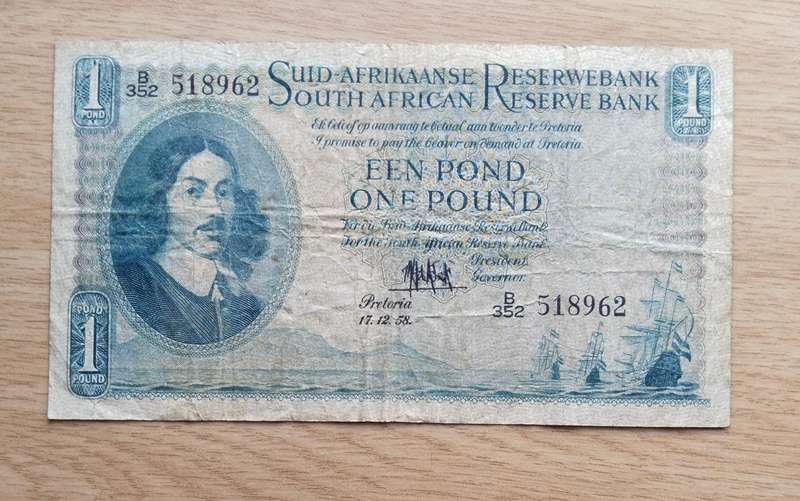 1
POND
B/352 518962
SUID-AFRIKAANSE RESERWEBANK
SOUTH AFRICAN RESERVE BANK
1
POUND
Ek beloof op aanvraag te betaal aan toonder te Pretoria
I promise to pay the bearer on demand at Pretoria
EEN POND
ONE POUND
Vir die Suid-Afrikaanse Reserwebank
For the South African Reserve Bank
President.
Governor.
Pretoria
17.12.58.
B/352 518962
POND
1
POUND